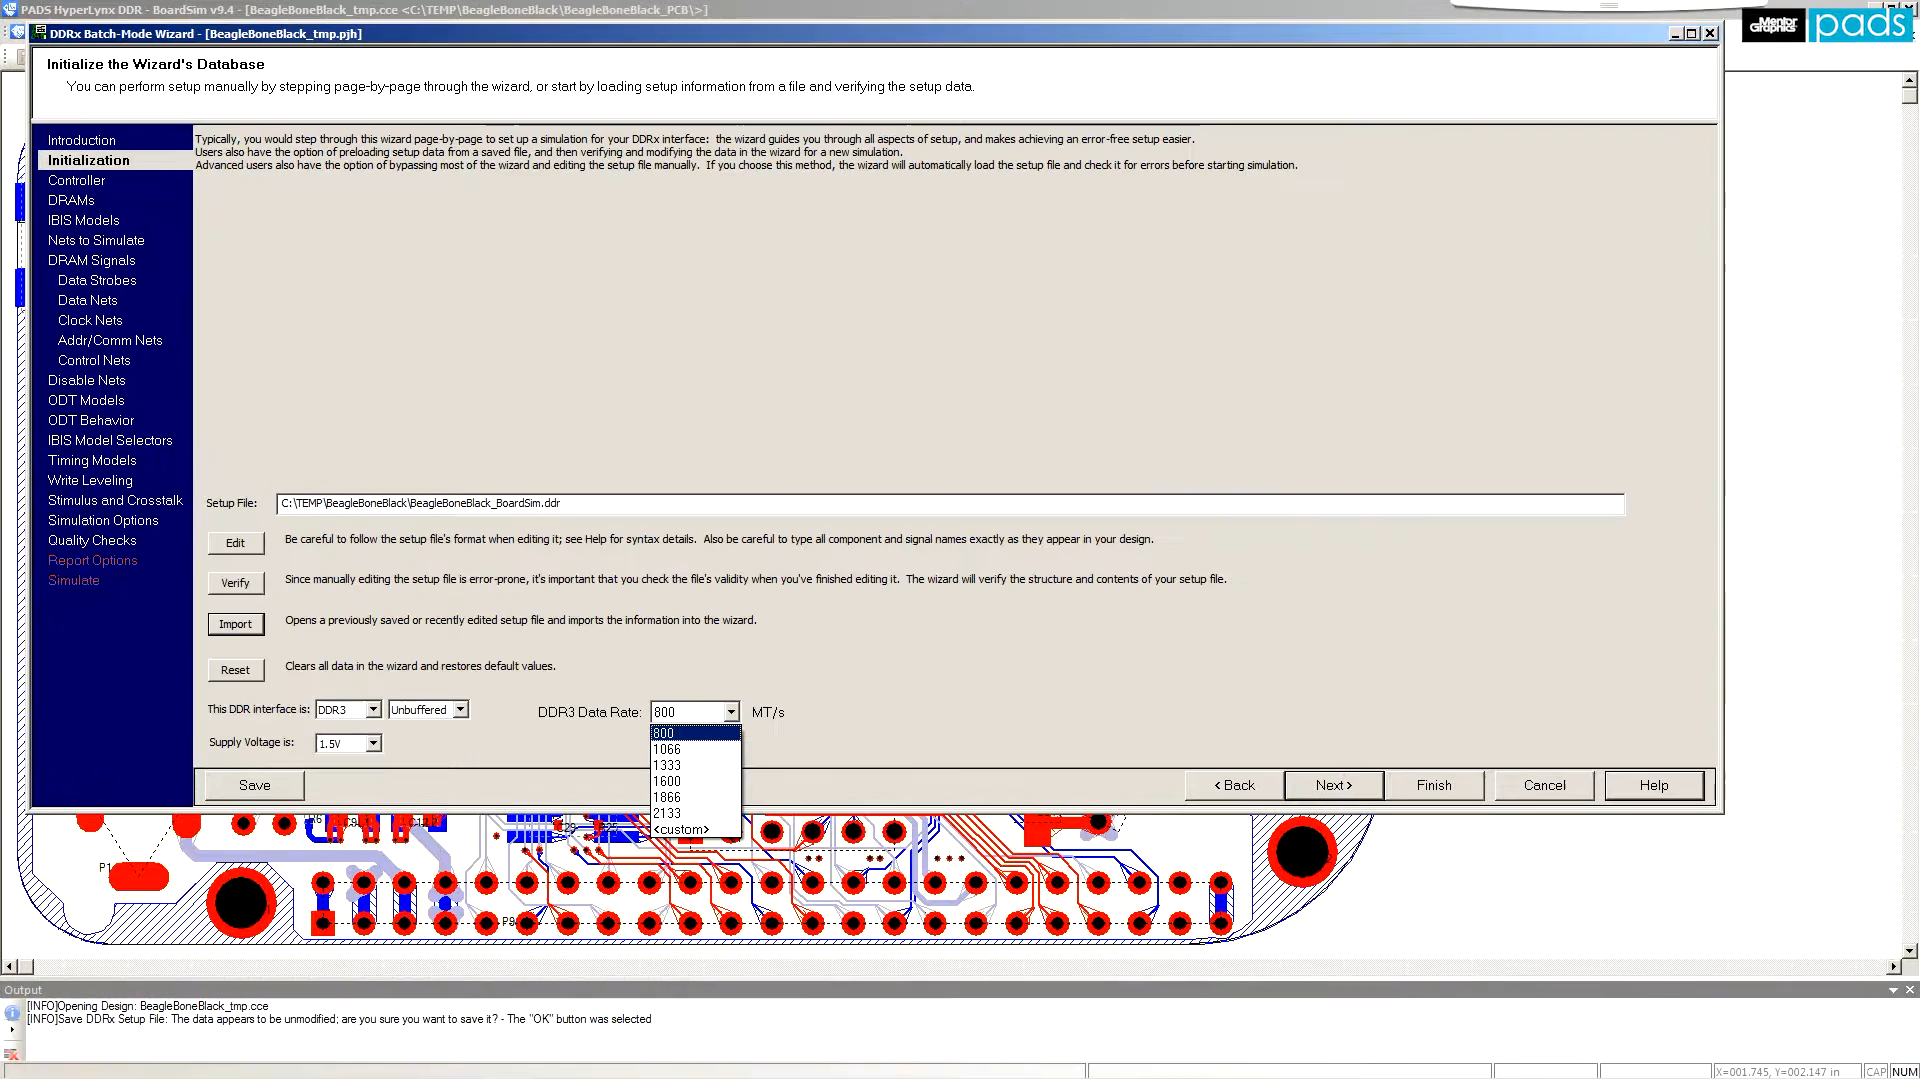 PADS HyperLynx DDR - BoardSim v9.4 - [BeagleBoneBlack_tmp.cce <C:\TEMP\BeagleBoneBlack\BeagleBoneBlack_PCB\>]
Mentor Graphics
pads
DDRx Batch-Mode Wizard - [BeagleBoneBlack_tmp.pjh]
Initialize the Wizard's Database
You can perform setup manually by stepping page-by-page through the wizard, or start by loading setup information from a file and verifying the setup data.
Introduction
Initialization
Controller
DRAMs
IBIS Models
Nets to Simulate
DRAM Signals
Data Strobes
Data Nets
Clock Nets
Addr/Comm Nets
Control Nets
Disable Nets
ODT Models
ODT Behavior
IBIS Model Selectors
Timing Models
Write Leveling
Stimulus and Crosstalk
Simulation Options
Quality Checks
Report Options
Simulate
Typically, you would step through this wizard page-by-page to set up a simulation for your DDRx interface: the wizard guides you through all aspects of setup, and makes achieving an error-free setup easier.
Users also have the option of preloading setup data from a saved file, and then verifying and modifying the data in the wizard for a new simulation.
Advanced users also have the option of bypassing most of the wizard and editing the setup file manually. If you choose this method, the wizard will automatically load the setup file and check it for errors before starting simulation.
Setup File: C:\TEMP\BeagleBoneBlack\BeagleBoneBlack_BoardSim.ddr
Edit Be careful to follow the setup file's format when editing it; see Help for syntax details. Also be careful to type all component and signal names exactly as they appear in your design.
Verify Since manually editing the setup file is error-prone, it's important that you check the file's validity when you've finished editing it. The wizard will verify the structure and contents of your setup file.
Import Opens a previously saved or recently edited setup file and imports the information into the wizard.
Reset Clears all data in the wizard and restores default values.
This DDR interface is: DDR3 Unbuffered DDR3 Data Rate: 800 MT/s
Supply Voltage is: 1.5V
800
1066
1333
1600
1866
2133
<custom>
Save < Back Next > Finish Cancel Help
P1
P9
Output
[INFO]Opening Design: BeagleBoneBlack_tmp.cce
[INFO]Save DDRx Setup File: The data appears to be unmodified; are you sure you want to save it? - The "OK" button was selected
X=001.745, Y=002.147 in CAP NUM